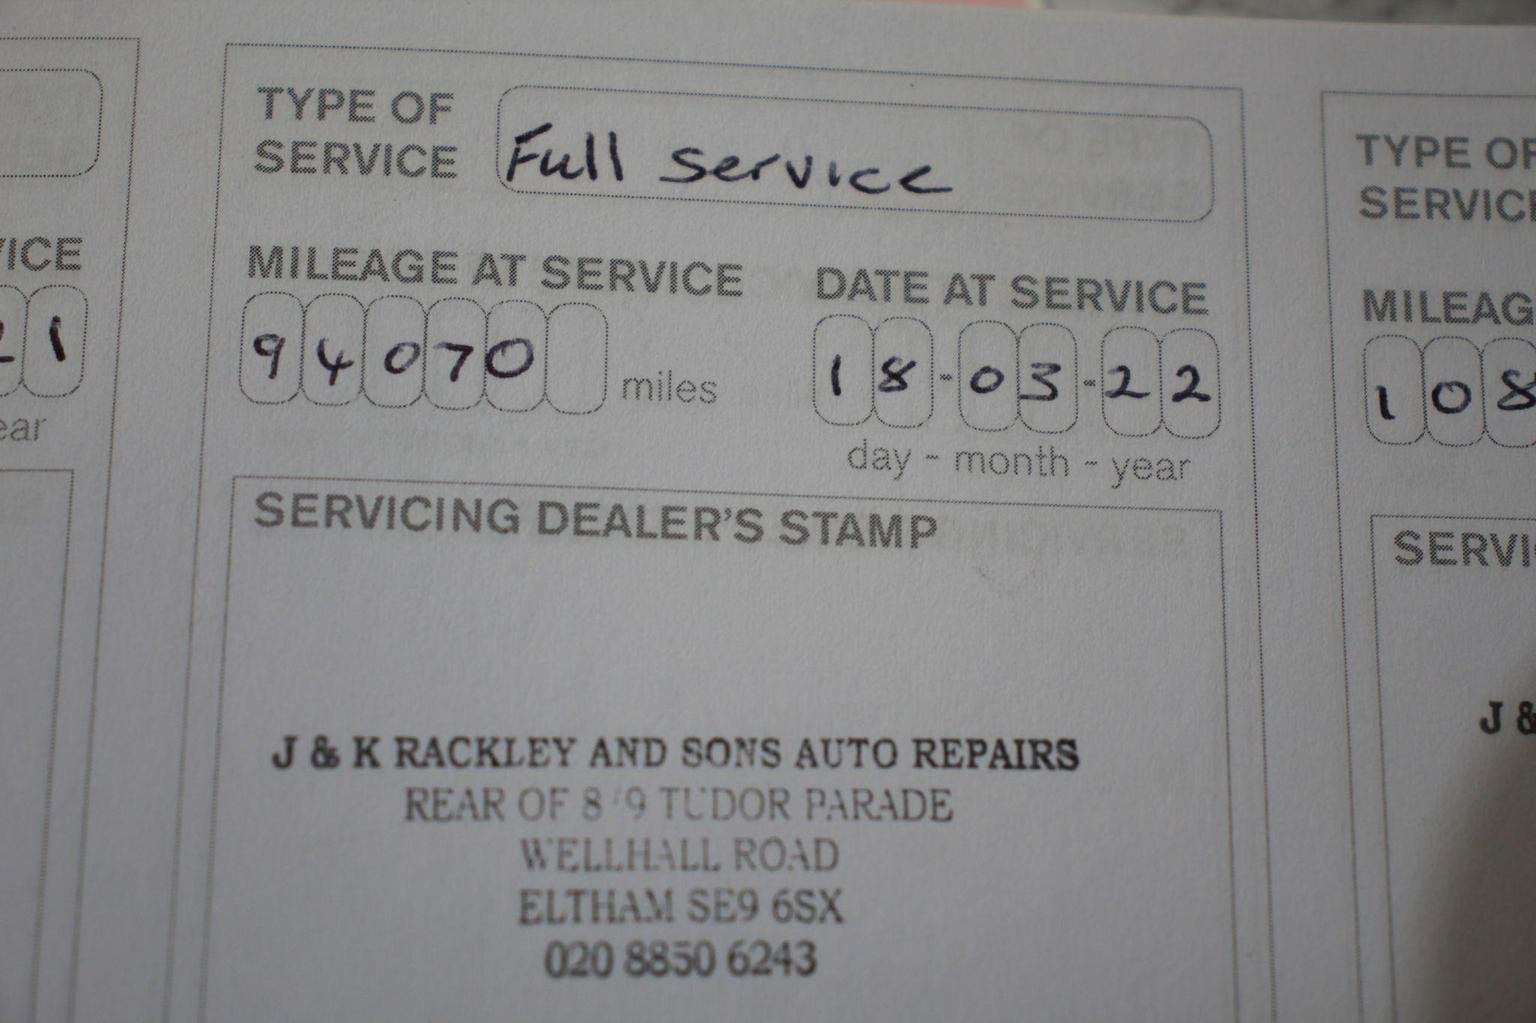 TYPE OF
SERVICE
Full Service
MILEAGE AT SERVICE
94070 miles
DATE AT SERVICE
18-03-22
day - month - year
SERVICING DEALER'S STAMP
J & K RACKLEY AND SONS AUTO REPAIRS
REAR OF 8/9 TUDOR PARADE
WELLHALL ROAD
ELTHAM SE9 6SX
020 8850 6243
21
TYPE OF
SERVICE
108
J &